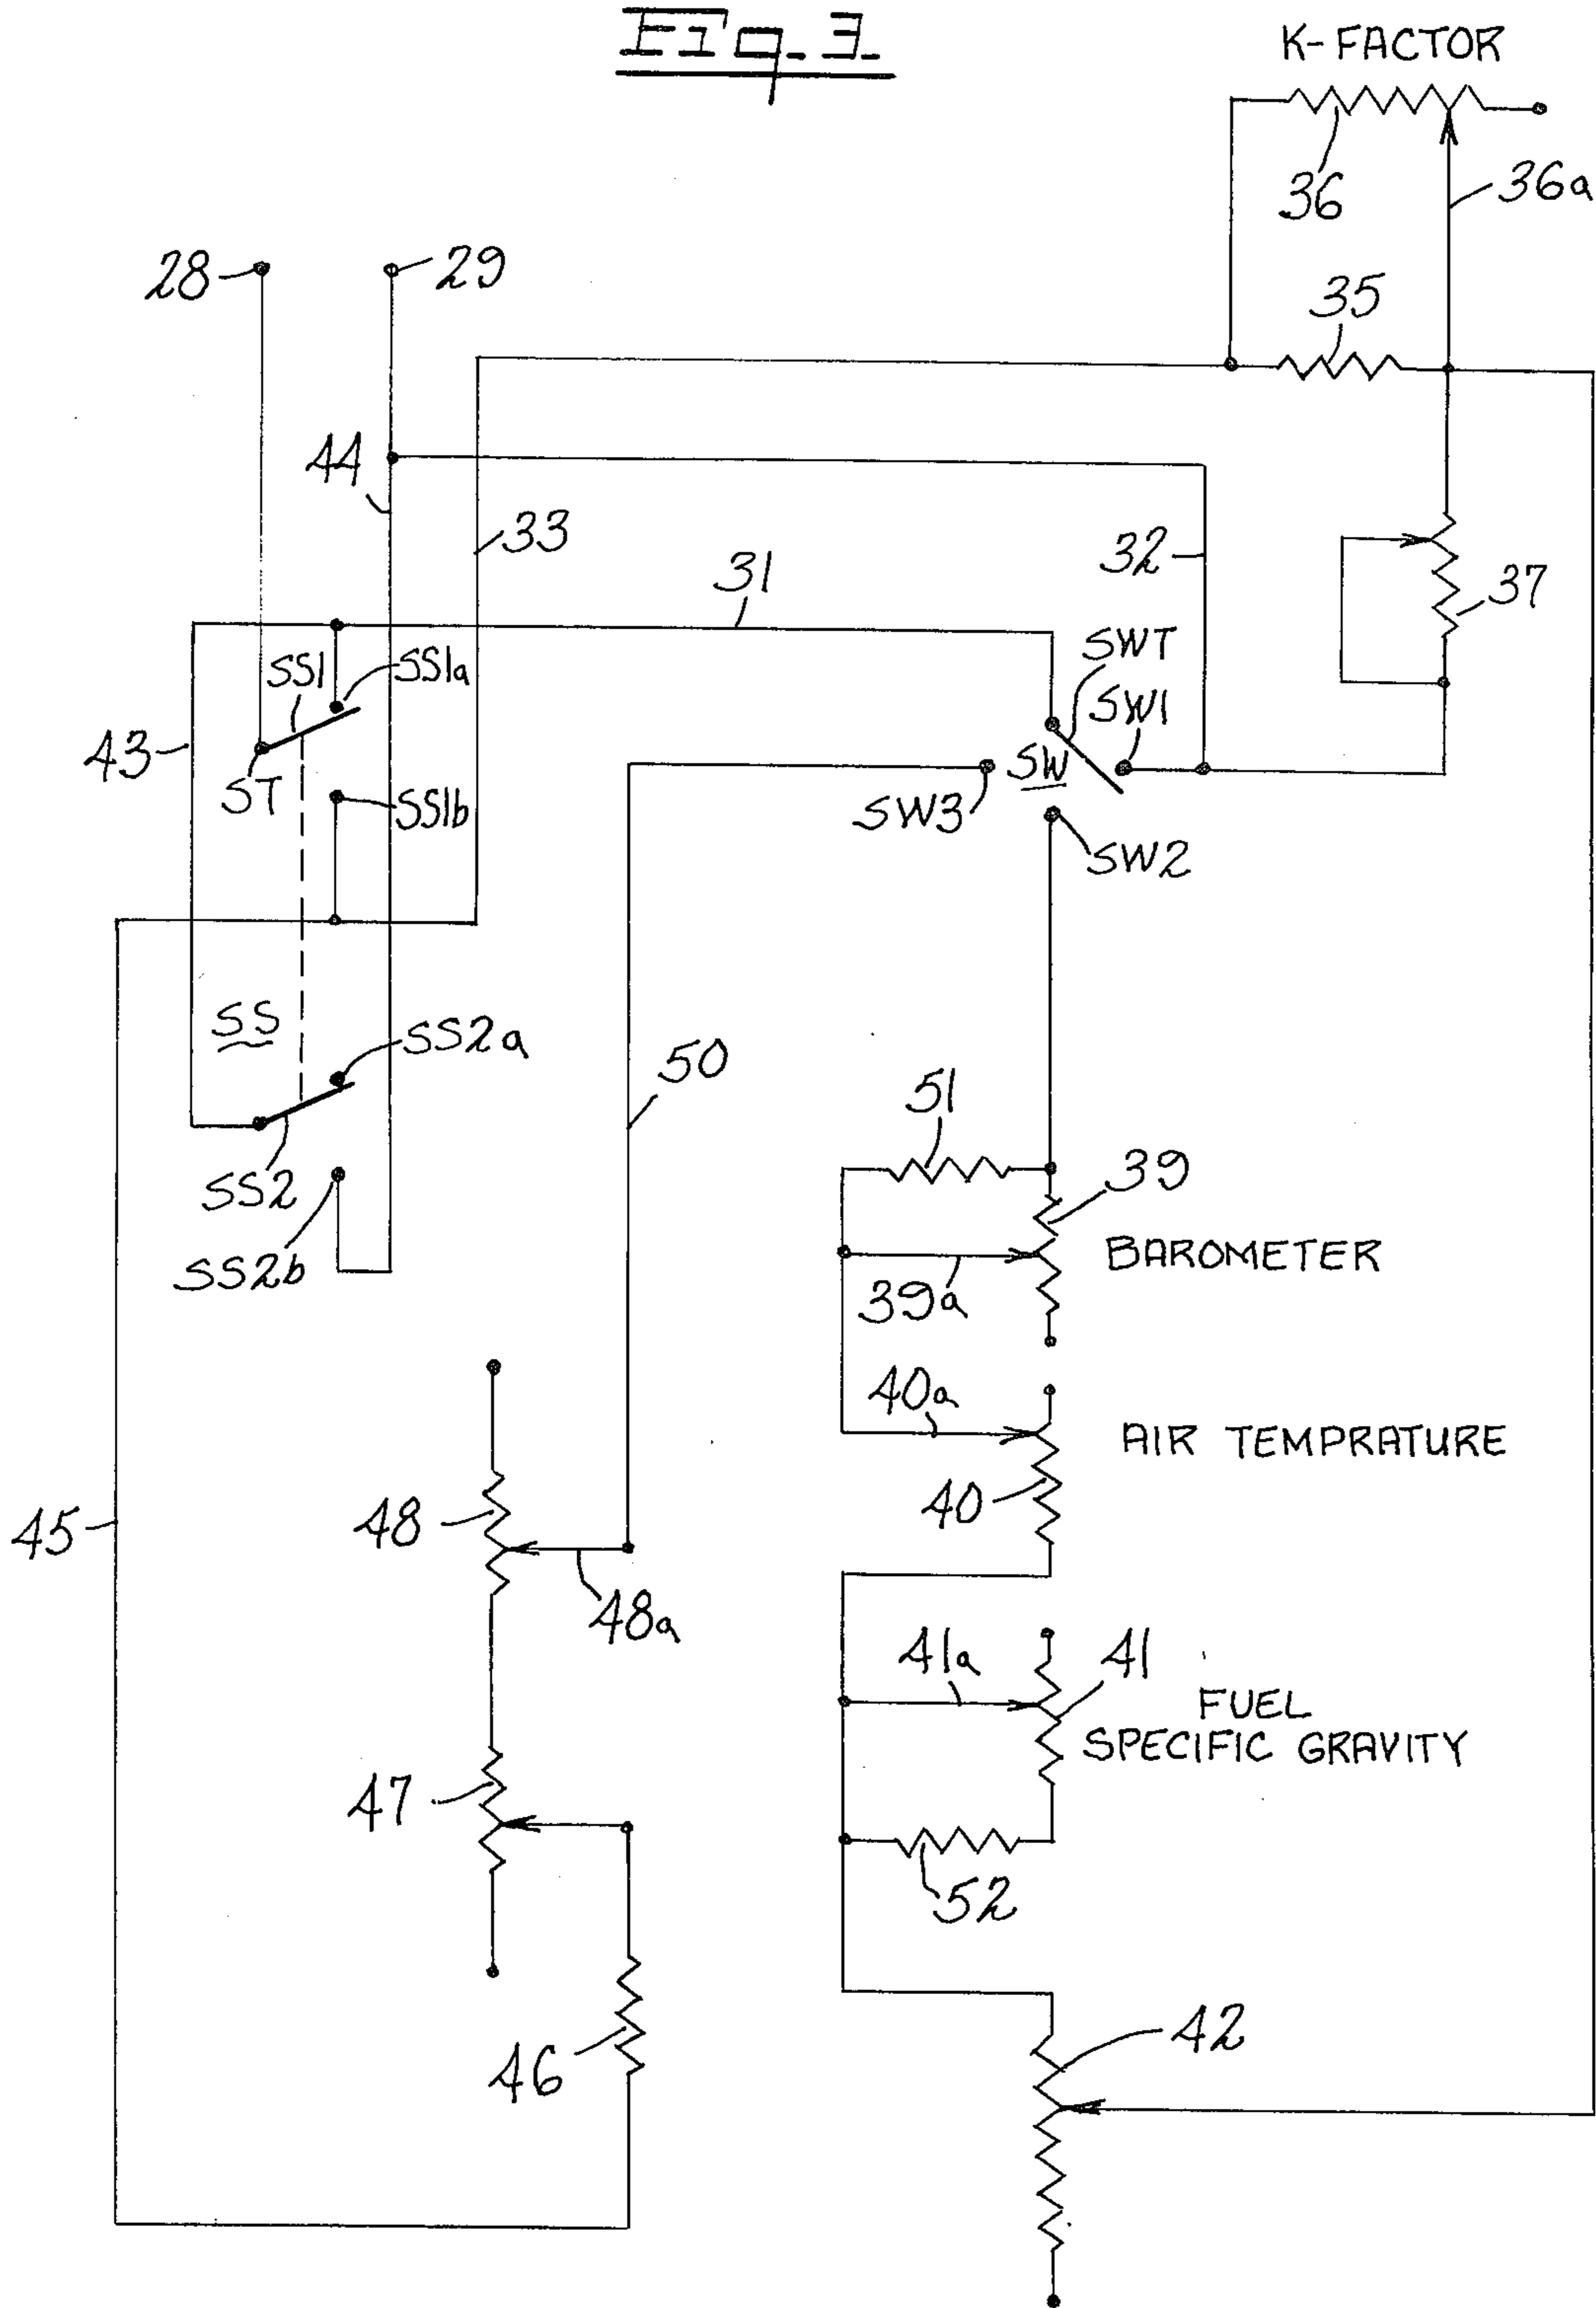 Fig. 3
K-FACTOR
36
36a
28
29
35
44
33
31
32
37
SWT
SS1
SS1a
SW1
43
SW
ST
SS1b
SW3
SW2
SS
SS2a
50
51
SS2
39
SS2b
BAROMETER
39a
40a
AIR TEMPRATURE
40
45
48
48a
41a
41
FUEL
SPECIFIC GRAVITY
47
52
42
46